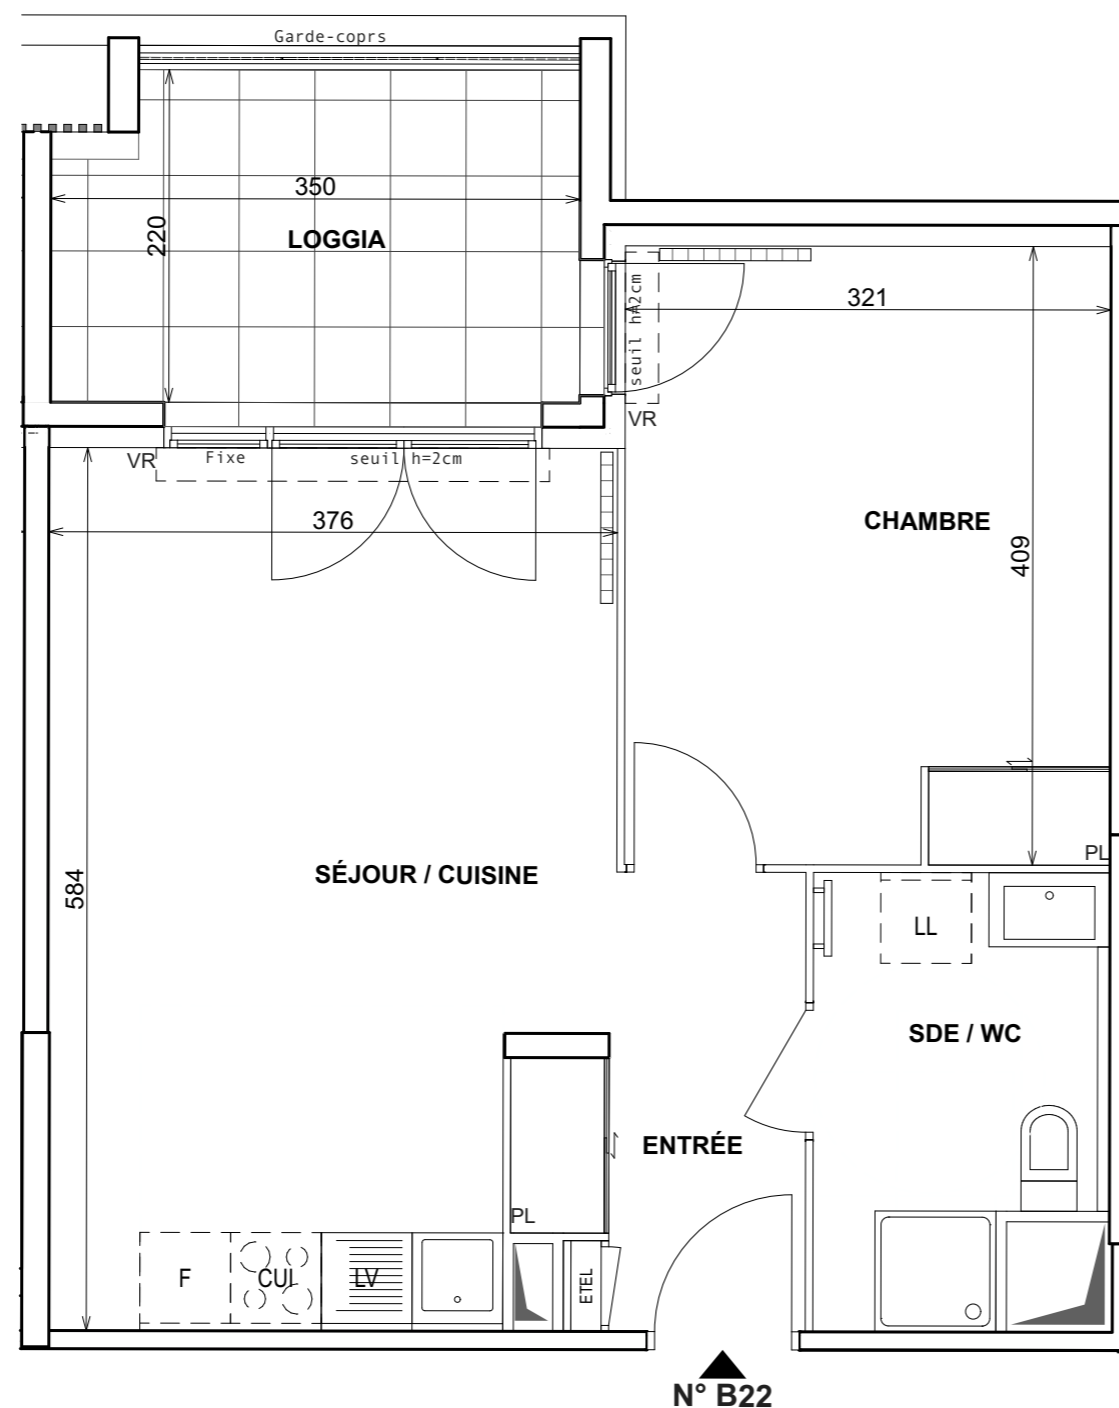 Garde-coprs
350
220
LOGGIA
seuil h=2cm
321
VR
VR
Fixe
seuil h=2cm
376
CHAMBRE
409
584
SÉJOUR / CUISINE
PL
LL
SDE / WC
ENTRÉE
PL
F
CUI
LV
ETEL
N° B22